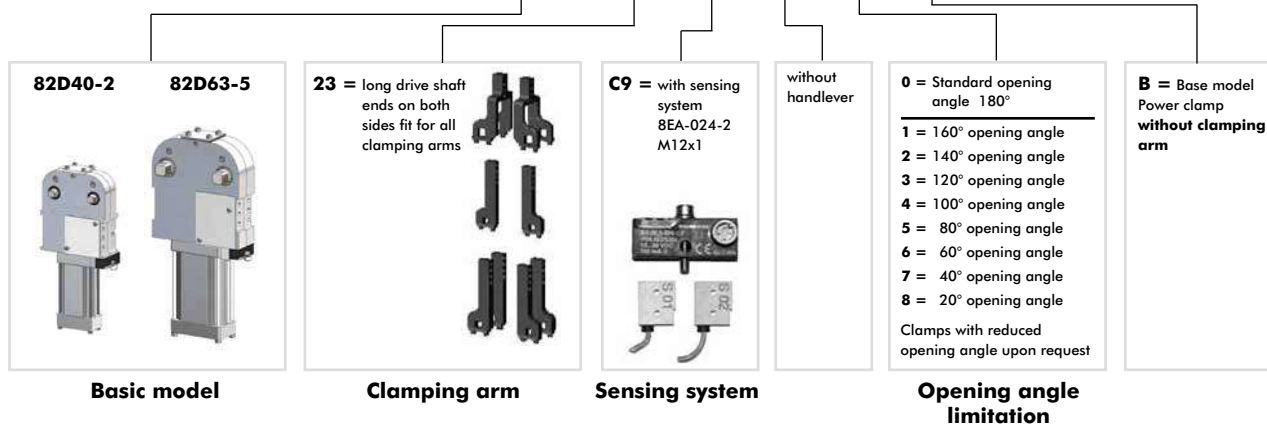 82D40-2 82D63-5
23 = long drive shaft
ends on both
sides fit for all
clamping arms
C9 = with sensing
system
8EA-024-2
M12x1
S 01
S 02
without
handlever
0 = Standard opening
angle 180°
1 = 160° opening angle
2 = 140° opening angle
3 = 120° opening angle
4 = 100° opening angle
5 = 80° opening angle
6 = 60° opening angle
7 = 40° opening angle
8 = 20° opening angle
Clamps with reduced
opening angle upon request
B = Base model
Power clamp
without clamping
arm
Basic model
Clamping arm
Sensing system
Opening angle
limitation